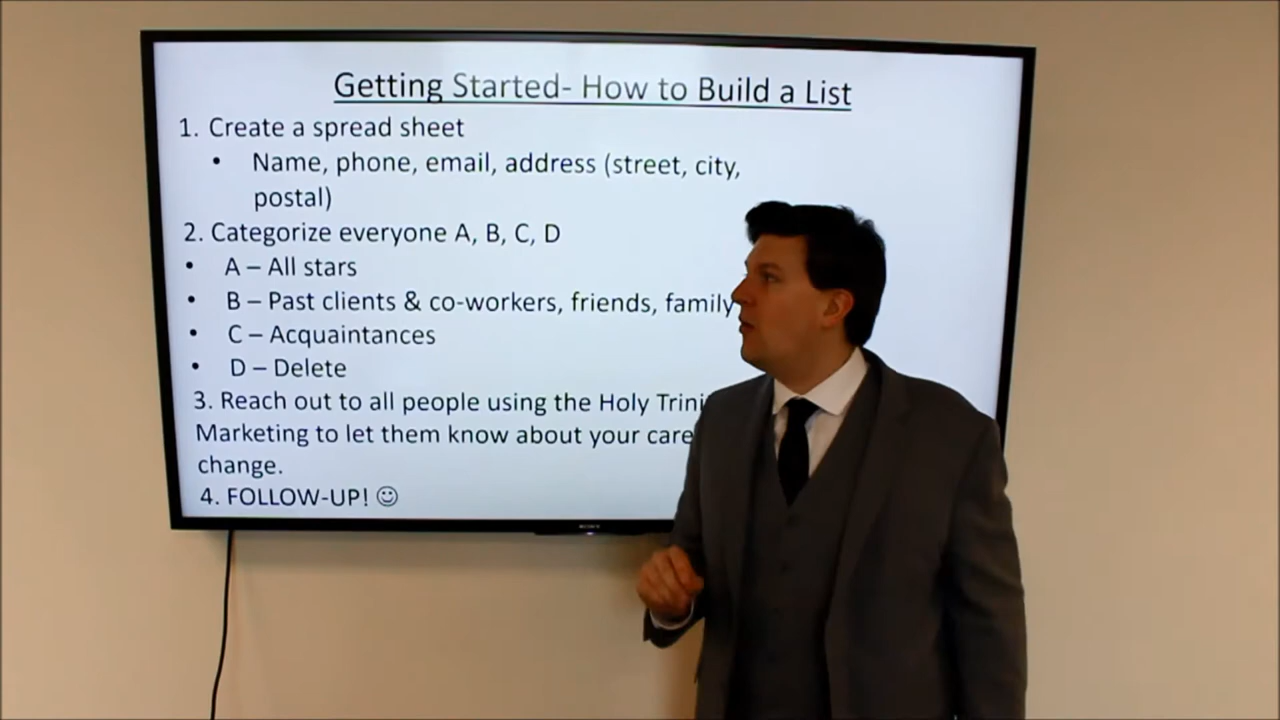 Getting Started- How to Build a List
1. Create a spread sheet
• Name, phone, email, address (street, city,
postal)
2. Categorize everyone A, B, C, D
• A – All stars
• B – Past clients & co-workers, friends, family
• C – Acquaintances
• D – Delete
3. Reach out to all people using the Holy
Marketing to let them know about your
change.
4. FOLLOW-UP! ☺
SONY